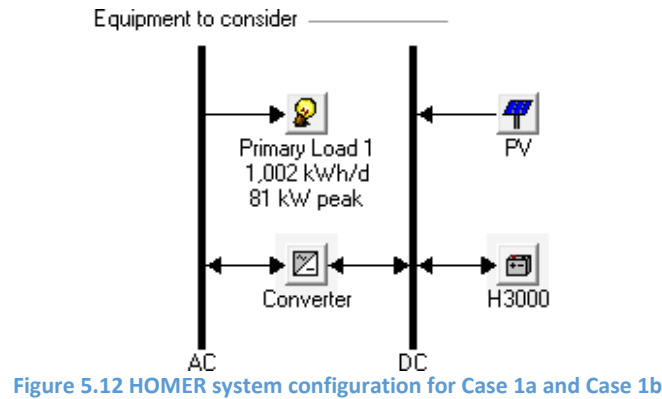 Equipment to consider
Primary Load 1
1,002 kWh/d
81 kW peak
PV
Converter
H3000
AC
DC
Figure 5.12 HOMER system configuration for Case 1a and Case 1b